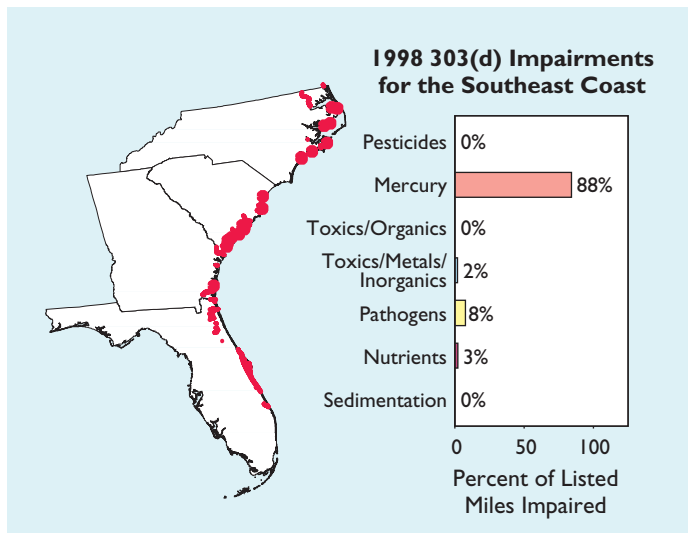 1998 303(d) Impairments
for the Southeast Coast
Pesticides 0%
Mercury 88%
Toxics/Organics 0%
Toxics/Metals/
Inorganics 2%
Pathogens 8%
Nutrients 3%
Sedimentation 0%
0 50 100
Percent of Listed
Miles Impaired